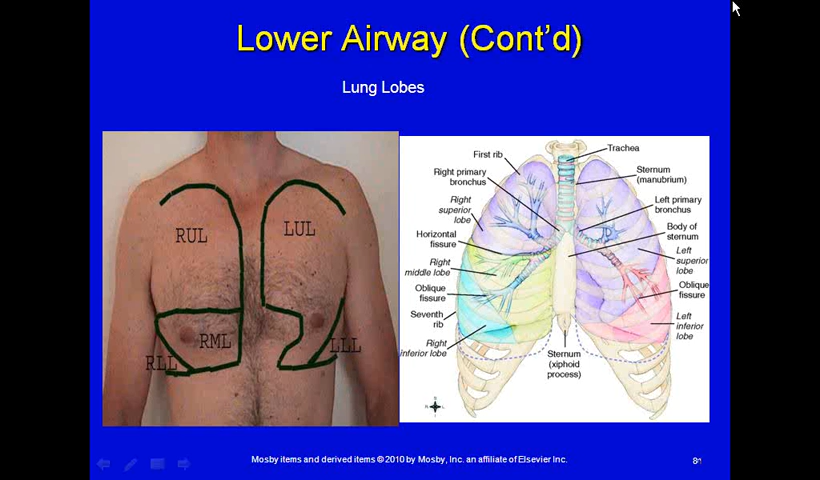 Lower Airway (Cont'd)
Lung Lobes
RUL
LUL
RML
RLL
LLL
First rib
Right primary
bronchus
Right
superior
lobe
Horizontal
fissure
Right
middle lobe
Oblique
fissure
Seventh
rib
Right
inferior lobe
Trachea
Sternum
(manubrium)
Left primary
bronchus
Body of
sternum
Left
superior
lobe
Oblique
fissure
Left
inferior
lobe
Sternum
(xiphoid
process)
Mosby items and derived items © 2010 by Mosby, Inc. an affiliate of Elsevier Inc.